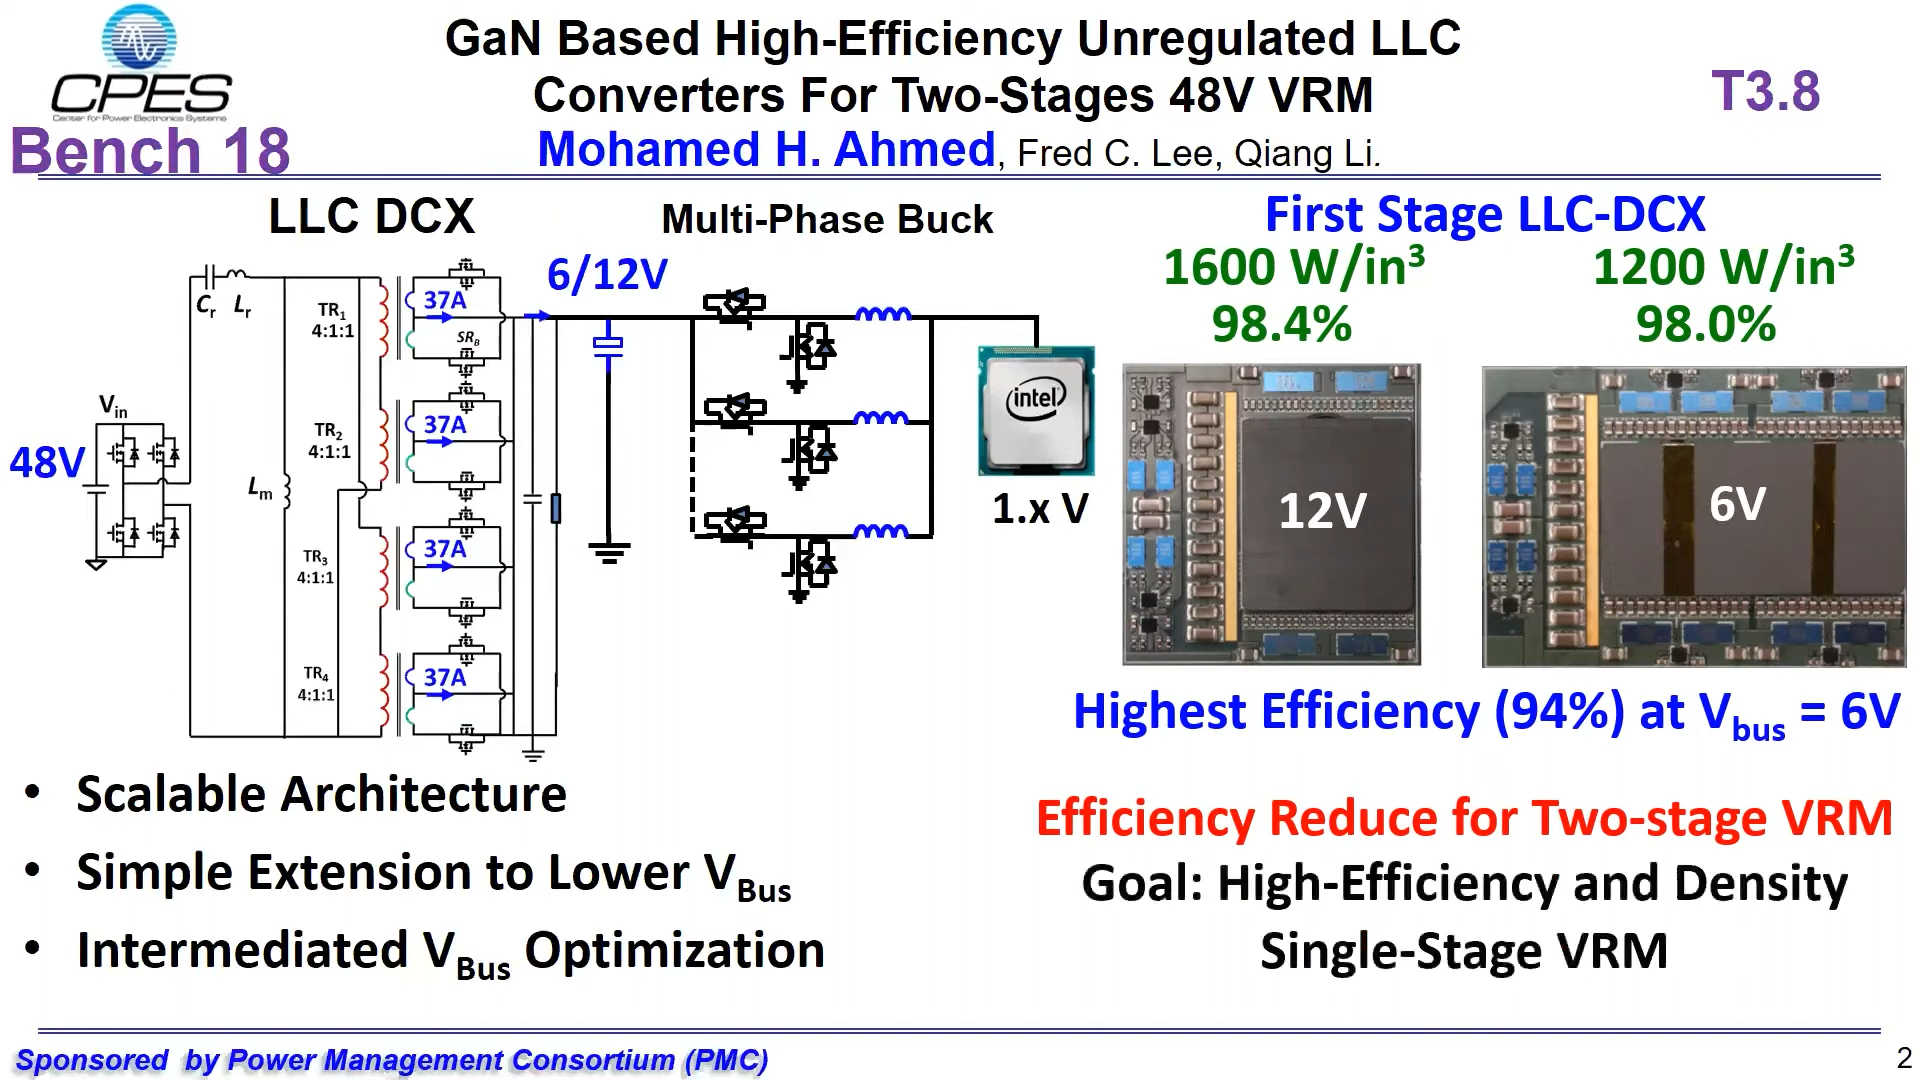 CPES
Center for Power Electronics Systems
Bench 18
GaN Based High-Efficiency Unregulated LLC
Converters For Two-Stages 48V VRM
Mohamed H. Ahmed, Fred C. Lee, Qiang Li.
T3.8
LLC DCX
Multi-Phase Buck
6/12V
Cr Lr
TR1
4:1:1
37A
SRB
Vin
48V
Lm
TR2
4:1:1
37A
TR3
4:1:1
37A
TR4
4:1:1
37A
intel
1.x V
First Stage LLC-DCX
1600 W/in³
98.4%
1200 W/in³
98.0%
12V
6V
Highest Efficiency (94%) at Vbus = 6V
• Scalable Architecture
• Simple Extension to Lower VBus
• Intermediated VBus Optimization
Efficiency Reduce for Two-stage VRM
Goal: High-Efficiency and Density
Single-Stage VRM
Sponsored by Power Management Consortium (PMC)
2